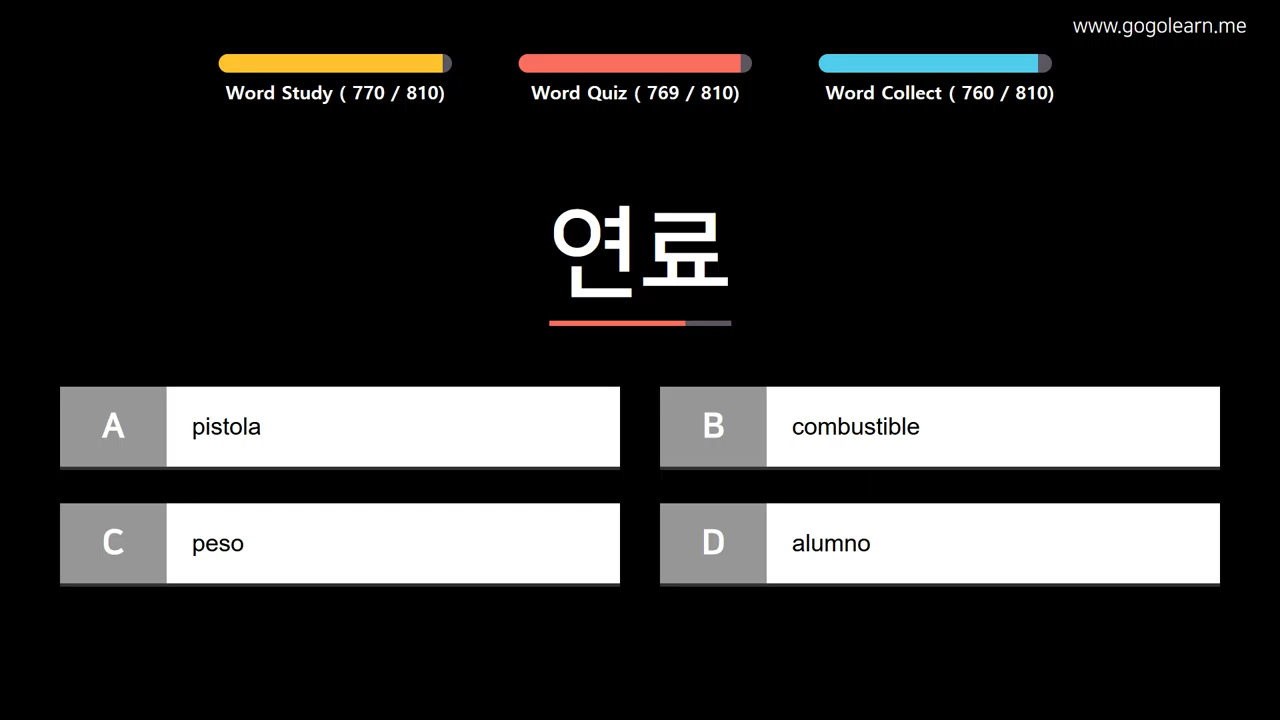 www.gogolearn.me
Word Study ( 770 / 810)
Word Quiz ( 769 / 810)
Word Collect ( 760 / 810)
연료
A
pistola
B
combustible
C
peso
D
alumno